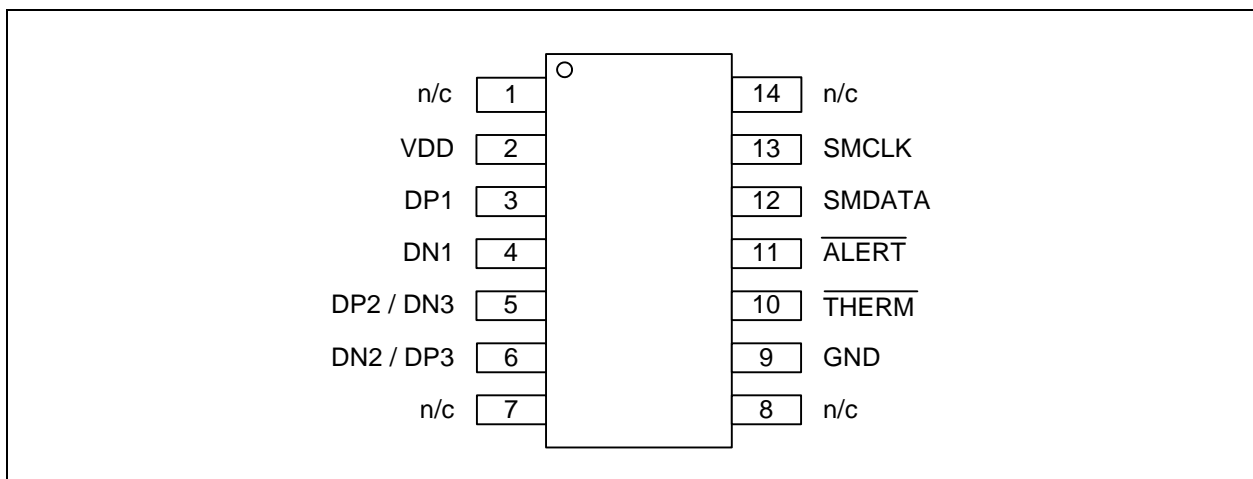 n/c 1 14 n/c
VDD 2 13 SMCLK
DP1 3 12 SMDATA
DN1 4 11 ALERT
DP2 / DN3 5 10 THERM
DN2 / DP3 6 9 GND
n/c 7 8 n/c